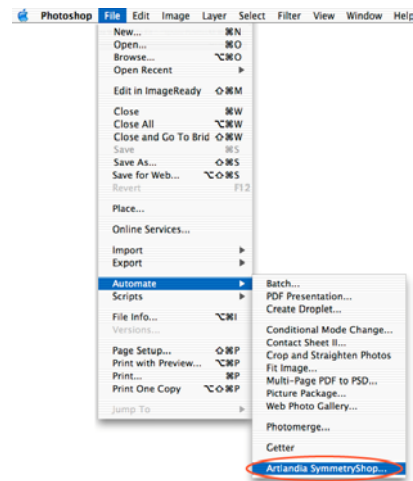 Photoshop File Edit Image Layer Select Filter View Window Help
New... ⌘N
Open... ⌘O
Browse... ⌥⌘O
Open Recent ▶
Edit in ImageReady ⇧⌘M
Close ⌘W
Close All ⌥⌘W
Close and Go To Brid ⇧⌘W
Save ⌘S
Save As... ⇧⌘S
Save for Web... ⌥⇧⌘S
Revert F12
Place...
Online Services...
Import ▶
Export ▶
Automate ▶
Scripts ▶
File Info... ⌥⌘I
Versions...
Page Setup... ⇧⌘P
Print with Preview... ⌥⌘P
Print... ⌘P
Print One Copy ⌥⇧⌘P
Jump To ▶
Batch...
PDF Presentation...
Create Droplet...
Conditional Mode Change...
Contact Sheet II...
Crop and Straighten Photos
Fit Image...
Multi-Page PDF to PSD...
Picture Package...
Web Photo Gallery...
Photomerge...
Getter
Artlandia SymmetryShop...